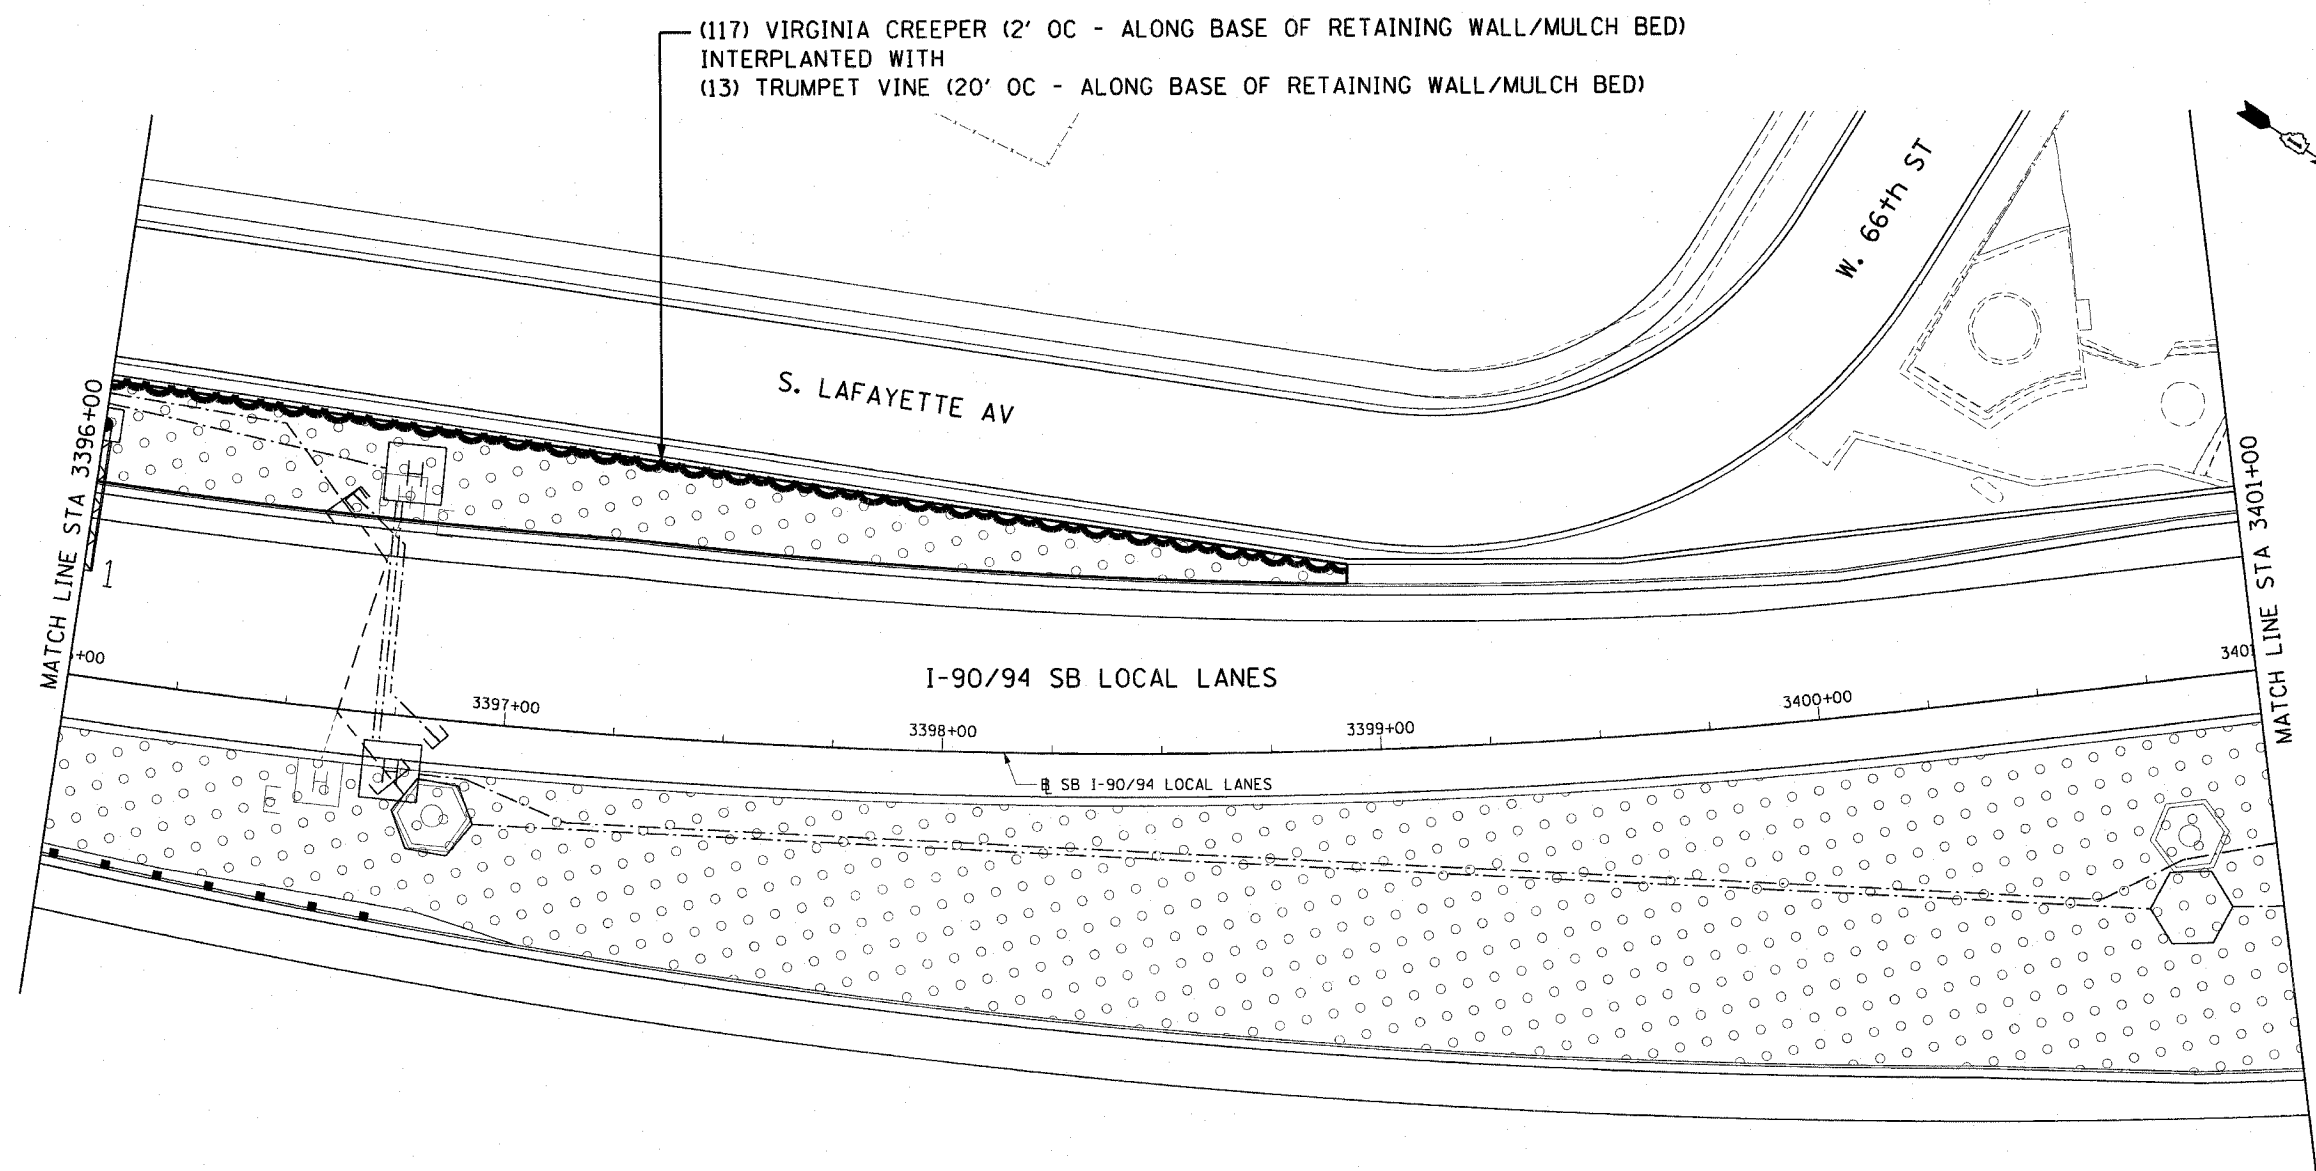 (117) VIRGINIA CREEPER (2' OC - ALONG BASE OF RETAINING WALL/MULCH BED)
INTERPLANTED WITH
(13) TRUMPET VINE (20' OC - ALONG BASE OF RETAINING WALL/MULCH BED)
W. 66th ST
S. LAFAYETTE AV
MATCH LINE STA 3396+00
MATCH LINE STA 3401+00
H
E
1
I-90/94 SB LOCAL LANES
+00
3397+00
3398+00
3399+00
3400+00
340
E
B SB I-90/94 LOCAL LANES
H
H
E